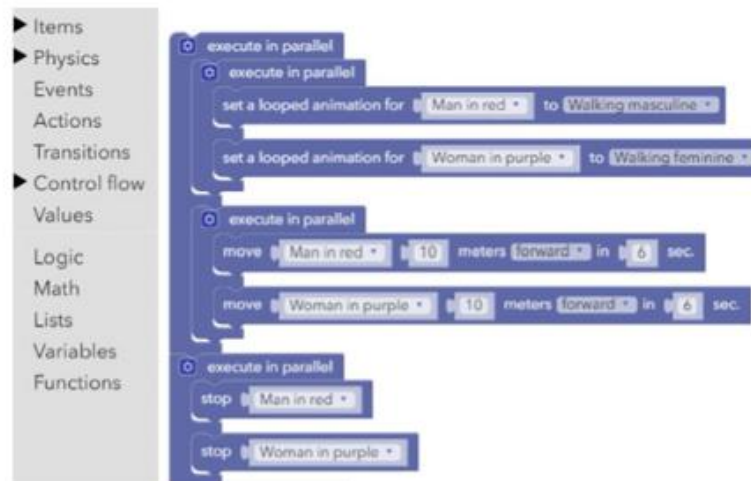 Items
Physics
Events
Actions
Transitions
Control flow
Values
Logic
Math
Lists
Variables
Functions
execute in parallel
execute in parallel
set a looped animation for Man in red to Walking masculine
set a looped animation for Woman in purple to Walking feminine
execute in parallel
move Man in red 10 meters forward in 6 sec.
move Woman in purple 10 meters forward in 6 sec.
execute in parallel
stop Man in red
stop Woman in purple